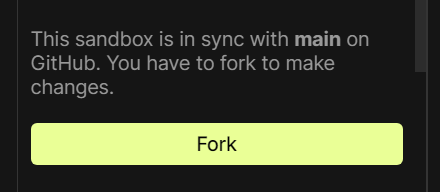 This sandbox is in sync with main on
GitHub. You have to fork to make
changes.
Fork